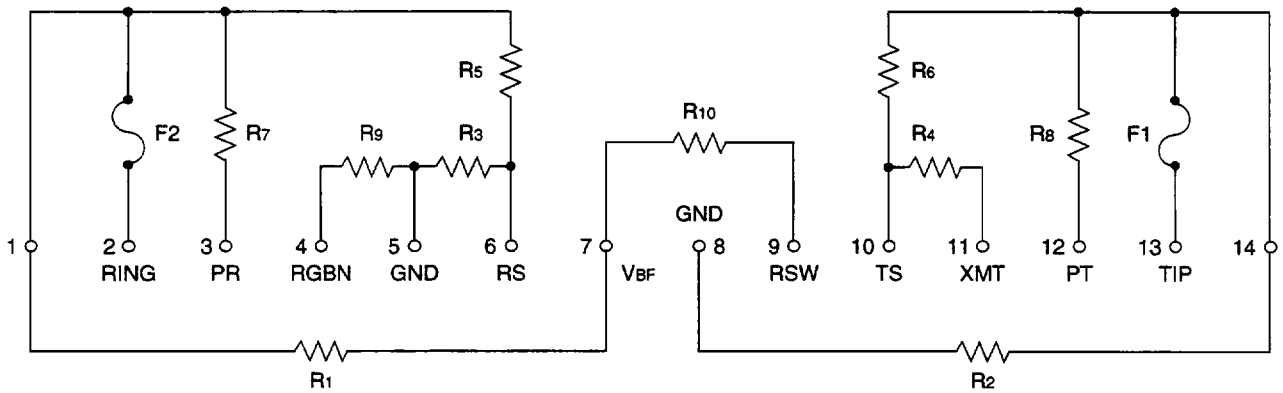 R5
R6
F2
R7
R9
R3
R10
R4
R8
F1
GND
1
2
3
4
5
6
7
8
9
10
11
12
13
14
RING
PR
RGBN
GND
RS
VBF
RSW
TS
XMT
PT
TIP
R1
R2